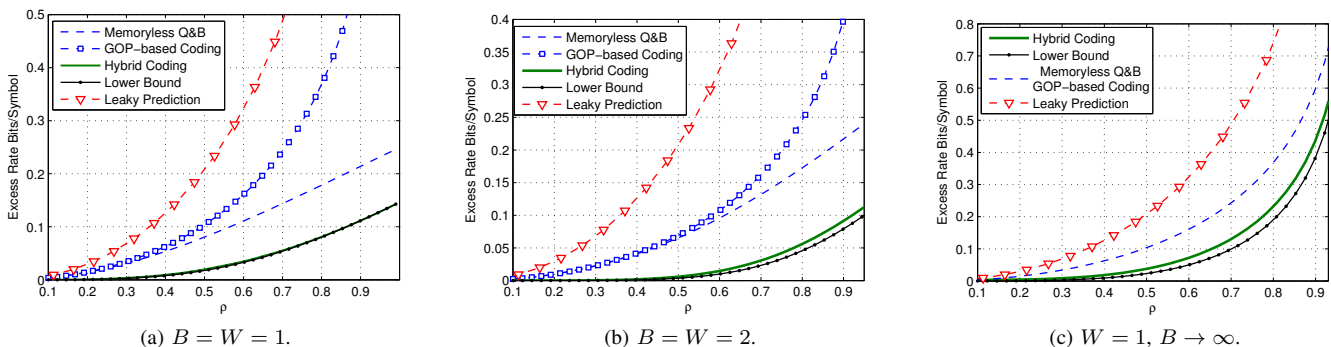 Excess Rate Bits/Symbol
0.5
0.4
0.3
0.2
0.1
0
Memoryless Q&B
GOP-based Coding
Hybrid Coding
Lower Bound
Leaky Prediction
0.1 0.2 0.3 0.4 0.5 0.6 0.7 0.8 0.9
ρ
(a) B = W = 1.
Excess Rate Bits/Symbol
0.4
0.35
0.3
0.25
0.2
0.15
0.1
0.05
0
Memoryless Q&B
GOP-based Coding
Hybrid Coding
Lower Bound
Leaky Prediction
0.1 0.2 0.3 0.4 0.5 0.6 0.7 0.8 0.9
ρ
(b) B = W = 2.
Excess Rate Bits/Symbol
0.8
0.7
0.6
0.5
0.4
0.3
0.2
0.1
0
Hybrid Coding
Lower Bound
Memoryless Q&B
GOP-based Coding
Leaky Prediction
0.1 0.2 0.3 0.4 0.5 0.6 0.7 0.8 0.9
ρ
(c) W = 1, B → ∞.